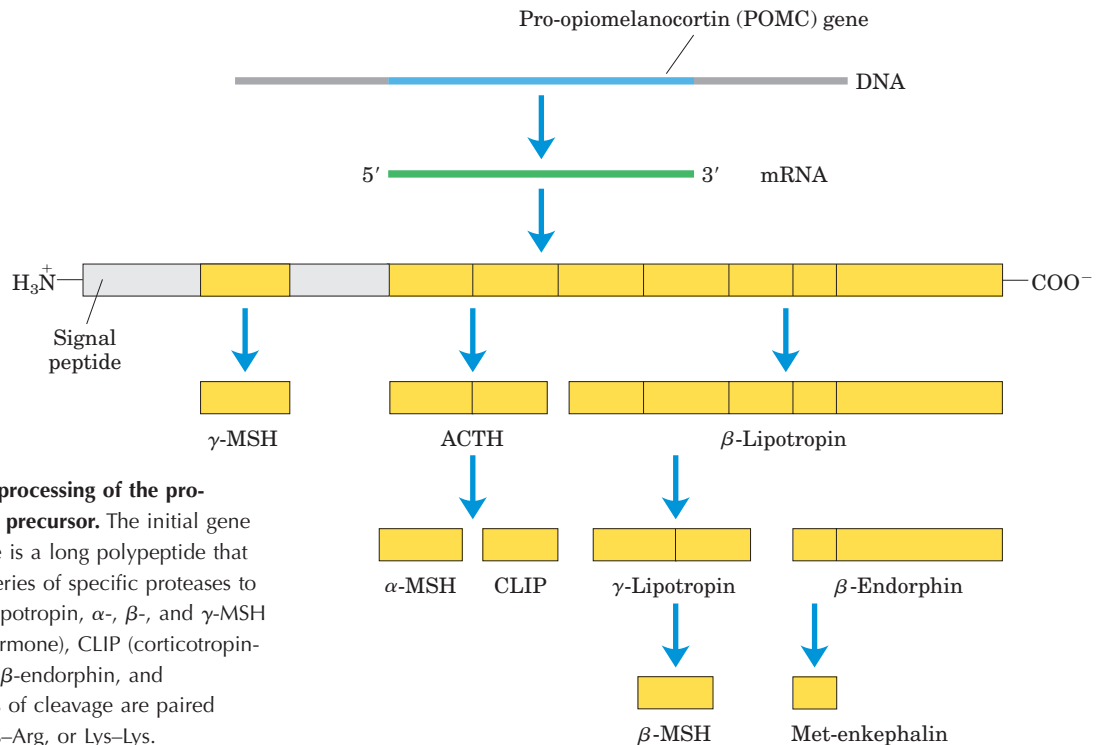 Pro-opiomelanocortin (POMC) gene
DNA
5′ 3′ mRNA
H₃N⁺ COO⁻
Signal
peptide
γ-MSH ACTH β-Lipotropin
processing of the pro-
precursor. The initial gene
e is a long polypeptide that
eries of specific proteases to
potropin, α-, β-, and γ-MSH
rmone), CLIP (corticotropin-
β-endorphin, and
s of cleavage are paired
s–Arg, or Lys–Lys.
α-MSH CLIP γ-Lipotropin β-Endorphin
β-MSH Met-enkephalin